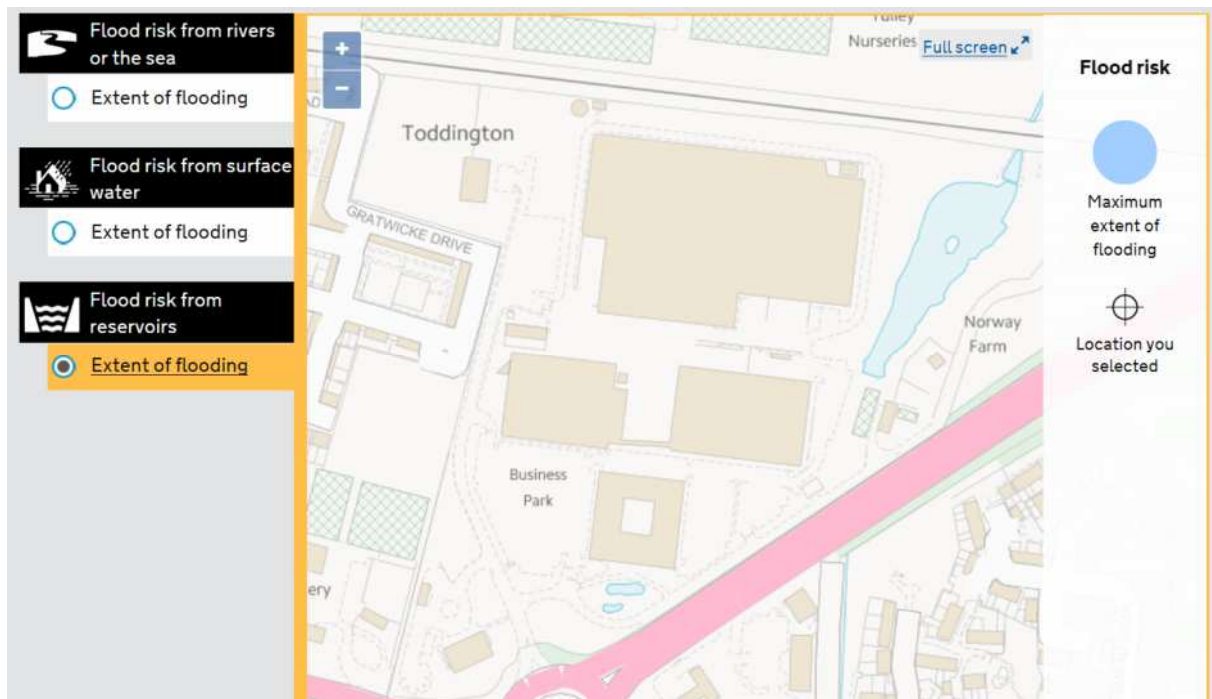 Flood risk from rivers
or the sea
Extent of flooding
Flood risk from surface
water
Extent of flooding
Flood risk from
reservoirs
Extent of flooding
+
−
Nurseries
Full screen
Toddington
GRATWICKE DRIVE
Norway
Farm
Business
Park
ery
Flood risk
Maximum
extent of
flooding
Location you
selected